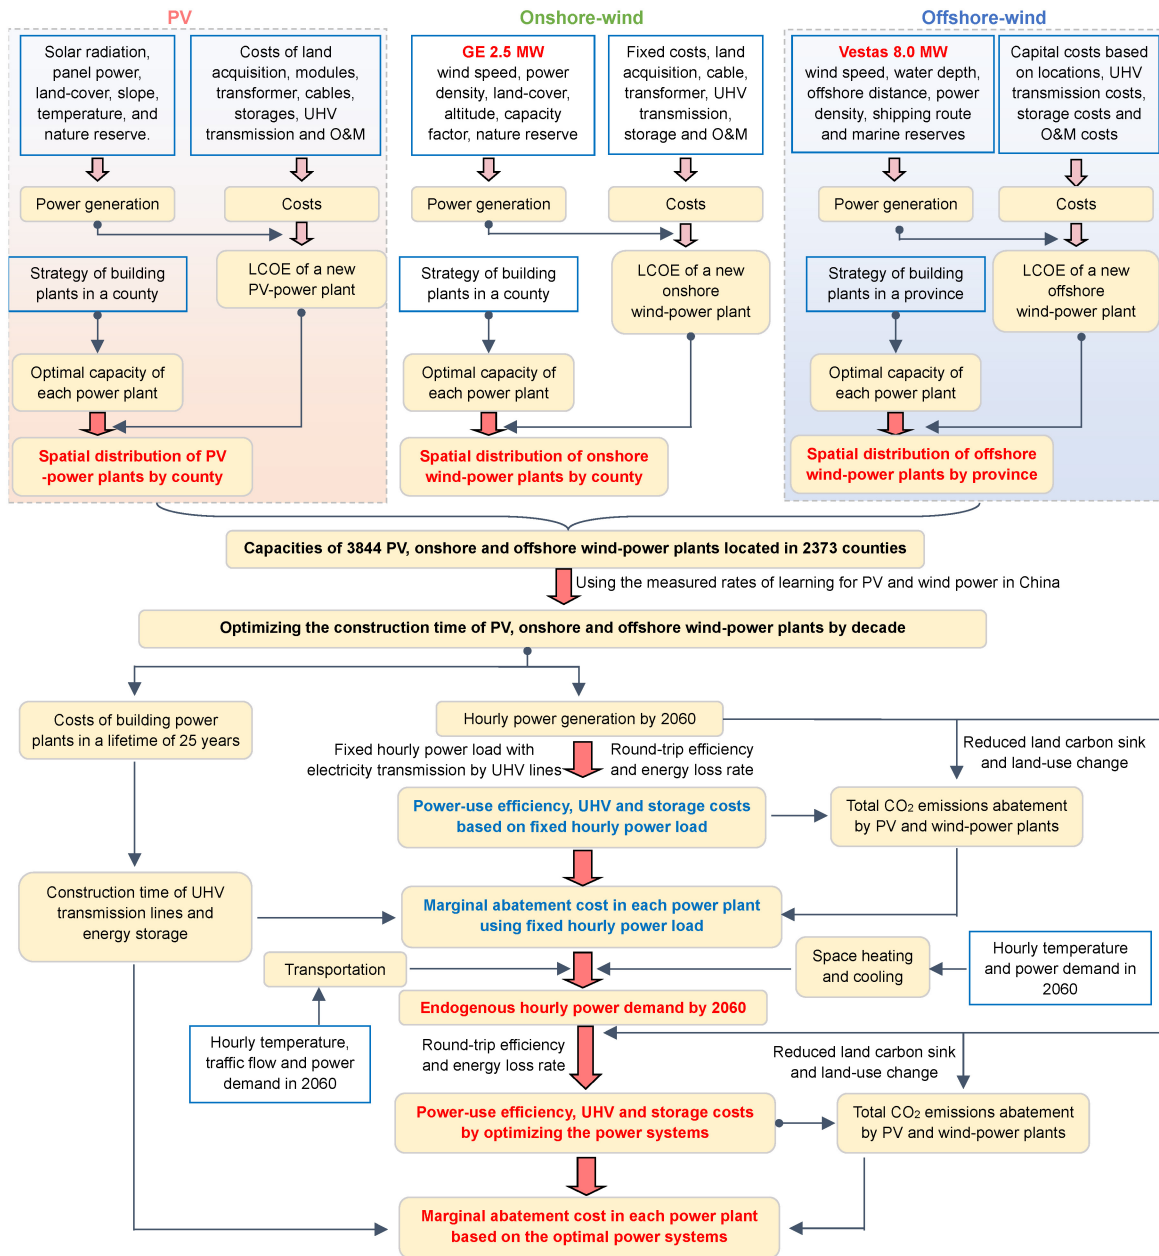 PV
Onshore-wind
Offshore-wind
Solar radiation,
panel power,
land-cover, slope,
temperature, and
nature reserve.
Costs of land
acquisition, modules,
transformer, cables,
storages, UHV
transmission and O&M
GE 2.5 MW
wind speed, power
density, land-cover,
altitude, capacity
factor, nature reserve
Fixed costs, land
acquisition, cable,
transformer, UHV
transmission,
storage and O&M
Vestas 8.0 MW
wind speed, water depth,
offshore distance, power
density, shipping route
and marine reserves
Capital costs based
on locations, UHV
transmission costs,
storage costs and
O&M costs
Power generation
Costs
Power generation
Costs
Power generation
Costs
Strategy of building
plants in a county
LCOE of a new
PV-power plant
Strategy of building
plants in a county
LCOE of a new
onshore
wind-power plant
Strategy of building
plants in a province
LCOE of a new
offshore
wind-power plant
Optimal capacity of
each power plant
Optimal capacity of
each power plant
Optimal capacity of
each power plant
Spatial distribution of PV
-power plants by county
Spatial distribution of onshore
wind-power plants by county
Spatial distribution of offshore
wind-power plants by province
Capacities of 3844 PV, onshore and offshore wind-power plants located in 2373 counties
Using the measured rates of learning for PV and wind power in China
Optimizing the construction time of PV, onshore and offshore wind-power plants by decade
Costs of building power
plants in a lifetime of 25 years
Hourly power generation by 2060
Fixed hourly power load with
electricity transmission by UHV lines
Round-trip efficiency
and energy loss rate
Reduced land carbon sink
and land-use change
Power-use efficiency, UHV and storage costs
based on fixed hourly power load
Total CO₂ emissions abatement
by PV and wind-power plants
Construction time of UHV
transmission lines and
energy storage
Marginal abatement cost in each power plant
using fixed hourly power load
Transportation
Space heating
and cooling
Hourly temperature
and power demand in
2060
Endogenous hourly power demand by 2060
Hourly temperature,
traffic flow and power
demand in 2060
Round-trip efficiency
and energy loss rate
Reduced land carbon sink
and land-use change
Power-use efficiency, UHV and storage costs
by optimizing the power systems
Total CO₂ emissions abatement
by PV and wind-power plants
Marginal abatement cost in each power plant
based on the optimal power systems